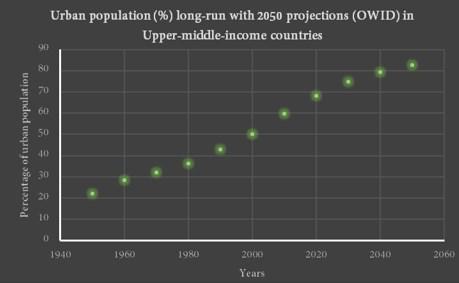 Urban population (%) long-run with 2050 projections (OWID) in
Upper-middle-income countries
90
80
70
60
50
40
30
20
10
0
Percentage of urban population
1940 1960 1980 2000 2020 2040 2060
Years